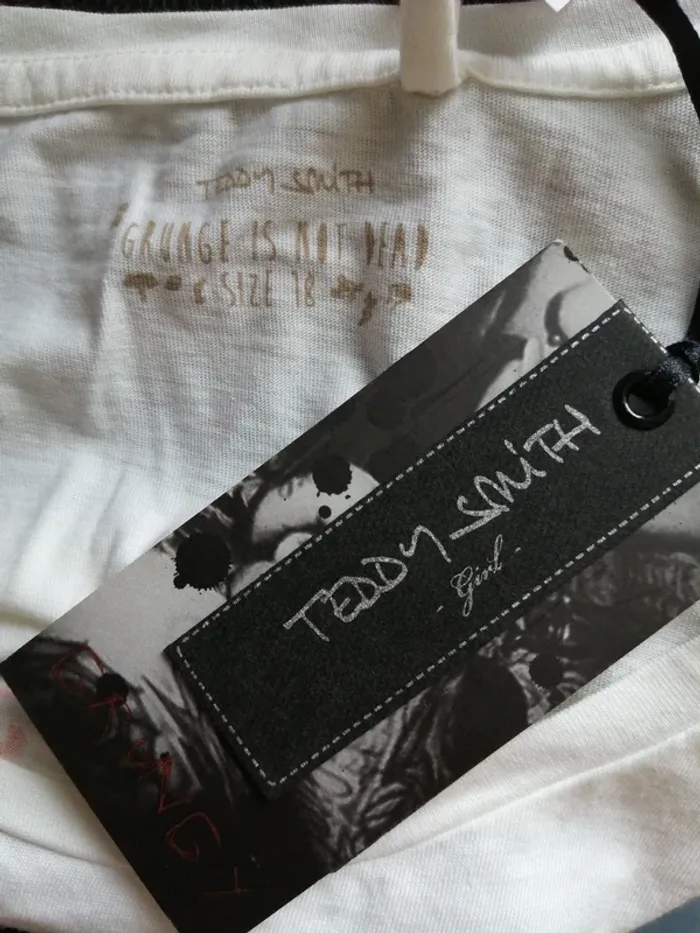 TEDDY SMITH
GRUNGE IS NOT DEAD
SIZE 18
TEDDY SMITH
- Girl -
GRUNGY